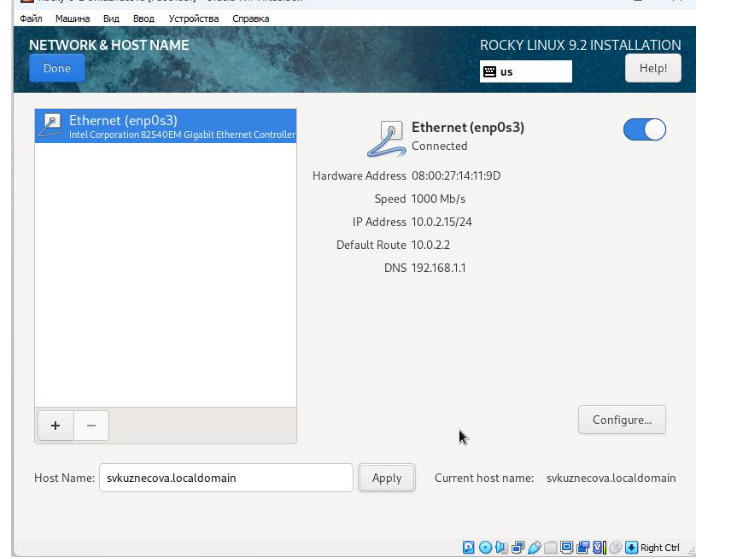 Файл Машина Вид Ввод Устройства Справка
NETWORK & HOST NAME
ROCKY LINUX 9.2 INSTALLATION
Done
us
Help!
Ethernet (enp0s3)
Intel Corporation 82540EM Gigabit Ethernet Controller
Ethernet (enp0s3)
Connected
Hardware Address 08:00:27:14:11:9D
Speed 1000 Mb/s
IP Address 10.0.2.15/24
Default Route 10.0.2.2
DNS 192.168.1.1
+ −
Configure...
Host Name: svkuznecova.localdomain Apply Current host name: svkuznecova.localdomain
Right Ctrl